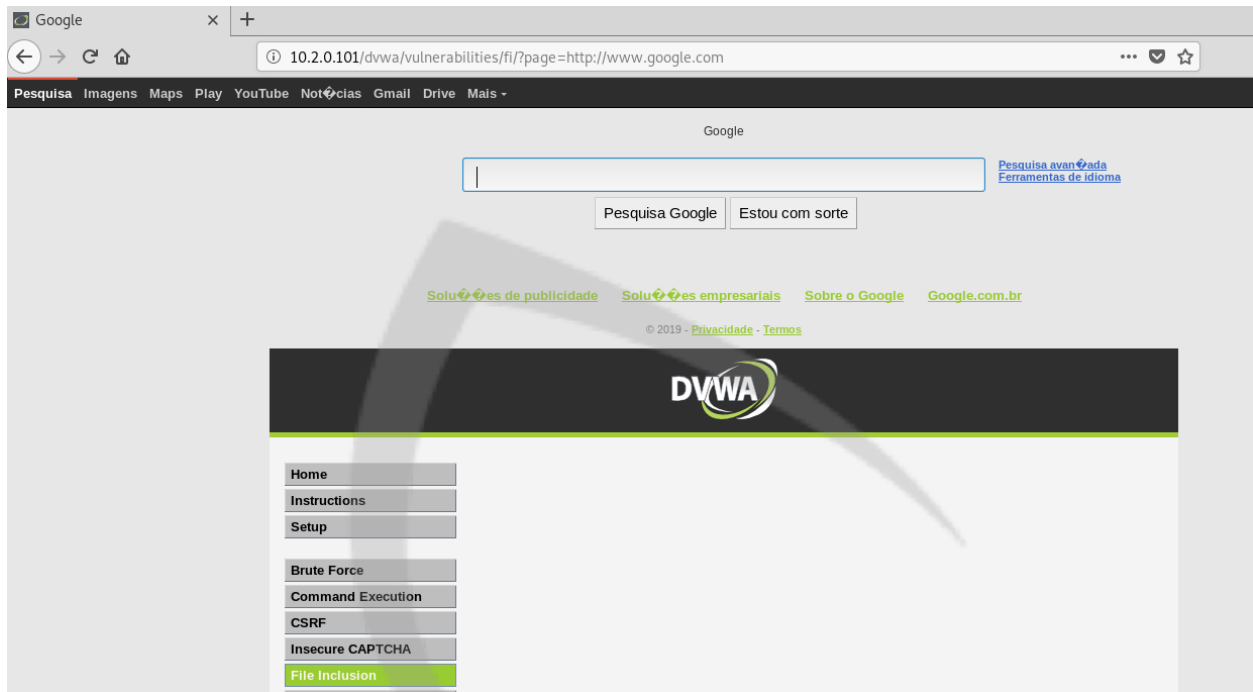 Google
10.2.0.101/dvwa/vulnerabilities/fi/?page=http://www.google.com
Pesquisa Imagens Maps Play YouTube Not�cias Gmail Drive Mais
Google
Pesquisa avan�ada
Ferramentas de idioma
Pesquisa Google Estou com sorte
Solu��es de publicidade Solu��es empresariais Sobre o Google Google.com.br
© 2019 - Privacidade - Termos
DVWA
Home
Instructions
Setup
Brute Force
Command Execution
CSRF
Insecure CAPTCHA
File Inclusion